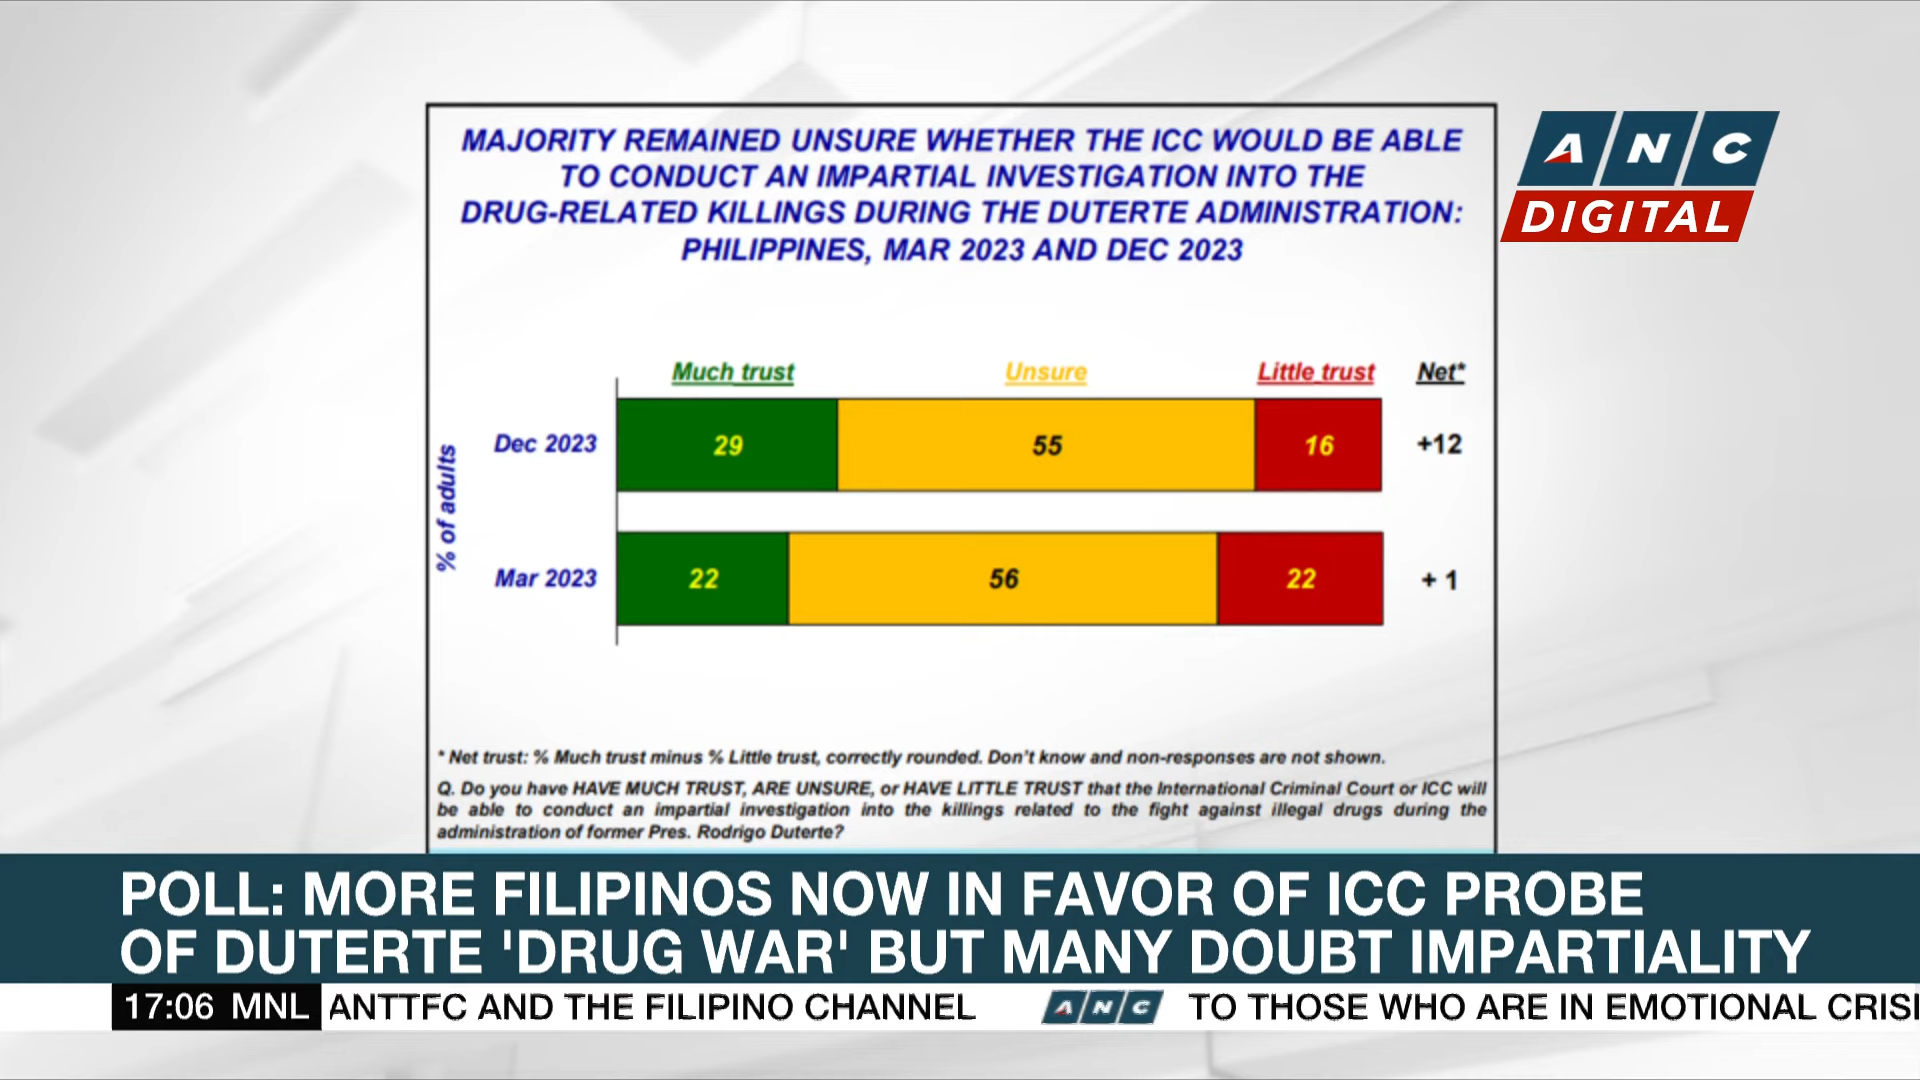 MAJORITY REMAINED UNSURE WHETHER THE ICC WOULD BE ABLE
TO CONDUCT AN IMPARTIAL INVESTIGATION INTO THE
DRUG-RELATED KILLINGS DURING THE DUTERTE ADMINISTRATION:
PHILIPPINES, MAR 2023 AND DEC 2023
ANC
DIGITAL
Much trust Unsure Little trust Net*
Dec 2023 29 55 16 +12
% of adults
Mar 2023 22 56 22 + 1
* Net trust: % Much trust minus % Little trust, correctly rounded. Don't know and non-responses are not shown.
Q. Do you have HAVE MUCH TRUST, ARE UNSURE, or HAVE LITTLE TRUST that the International Criminal Court or ICC will
be able to conduct an impartial investigation into the killings related to the fight against illegal drugs during the
administration of former Pres. Rodrigo Duterte?
POLL: MORE FILIPINOS NOW IN FAVOR OF ICC PROBE
OF DUTERTE 'DRUG WAR' BUT MANY DOUBT IMPARTIALITY
17:06 MNL ANTTFC AND THE FILIPINO CHANNEL ANC TO THOSE WHO ARE IN EMOTIONAL CRISI